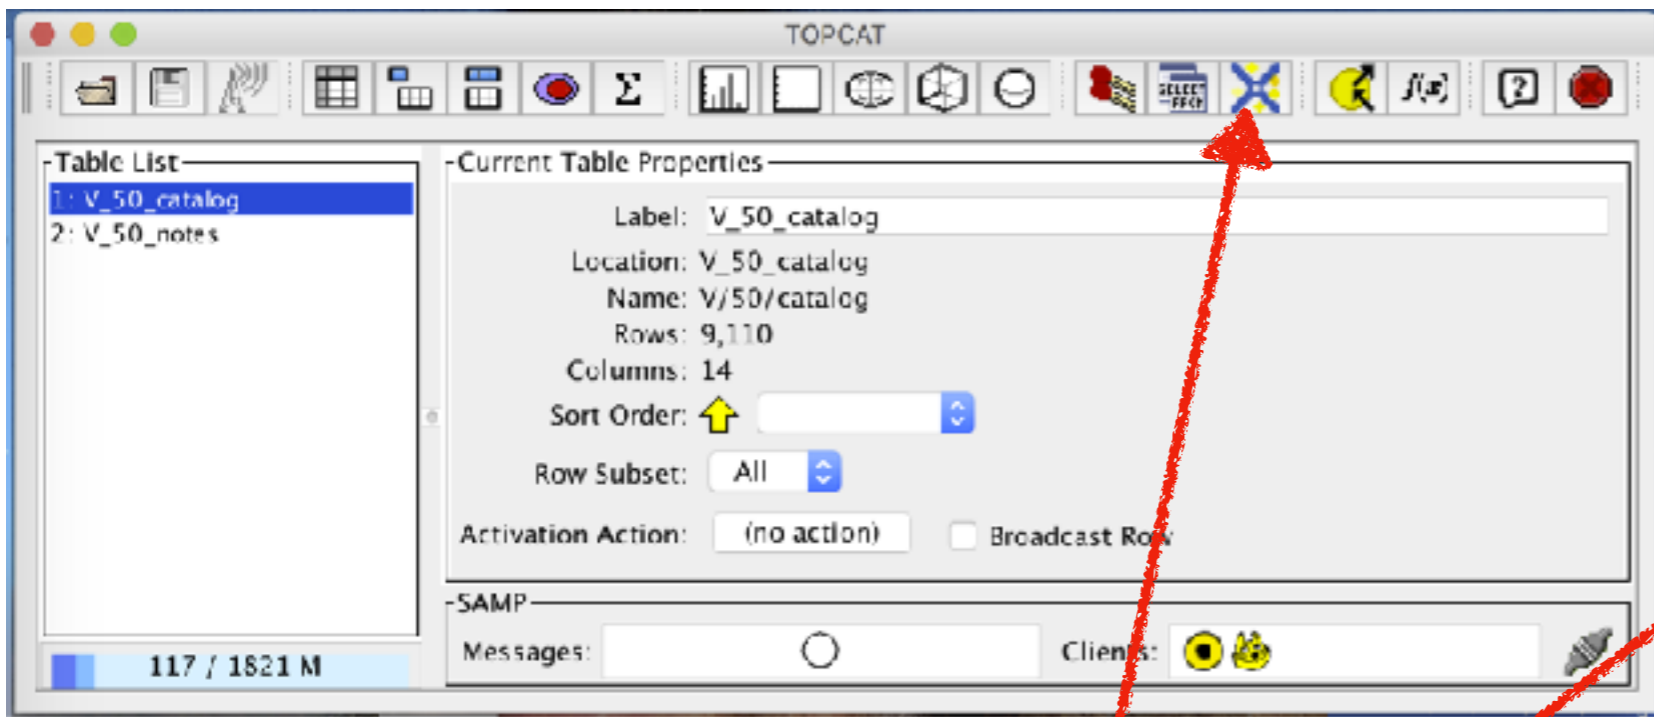 TOPCAT
Σ
SELECT
f(x)
?
Table List
1: V_50_catalog
2: V_50_notes
117 / 1821 M
Current Table Properties
Label: V_50_catalog
Location: V_50_catalog
Name: V/50/catalog
Rows: 9,110
Columns: 14
Sort Order:
Row Subset: All
Activation Action: (no action) Broadcast Row
SAMP
Messages: Clients: